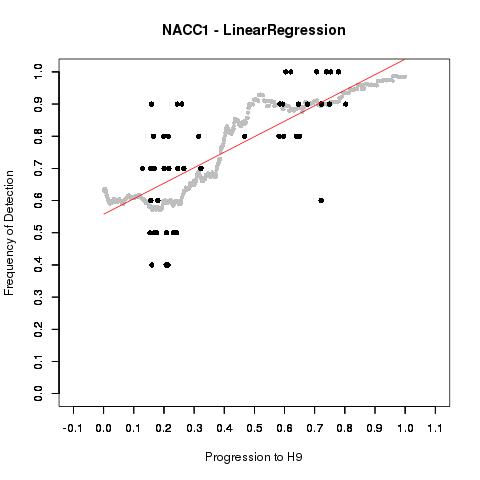 NACC1 - LinearRegression
1.0
0.9
0.8
0.7
0.6
0.5
0.4
0.3
0.2
0.1
0.0
Frequency of Detection
-0.1 0.0 0.1 0.2 0.3 0.4 0.5 0.6 0.7 0.8 0.9 1.0 1.1
Progression to H9